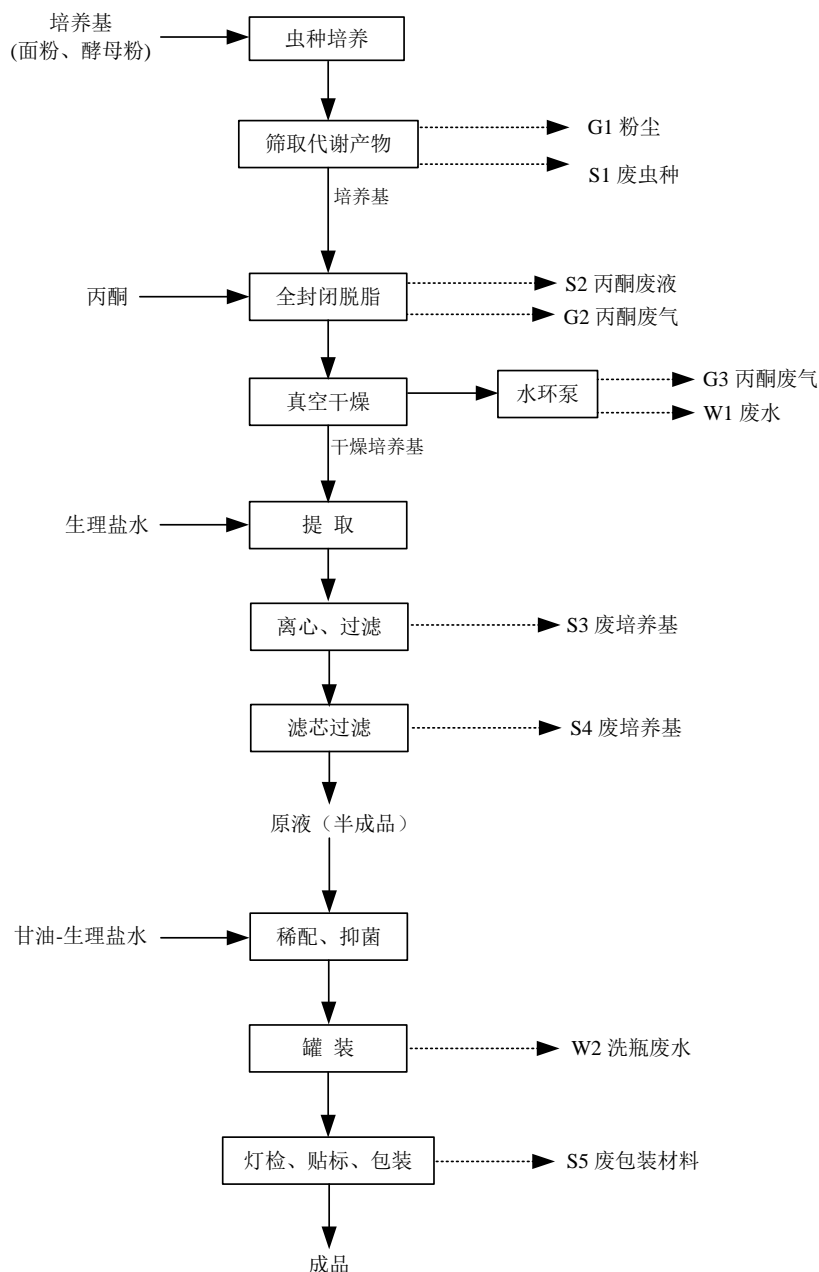 培养基
(面粉、酵母粉)
虫种培养
筛取代谢产物
G1 粉尘
S1 废虫种
培养基
丙酮
全封闭脱脂
S2 丙酮废液
G2 丙酮废气
真空干燥
水环泵
G3 丙酮废气
W1 废水
干燥培养基
生理盐水
提 取
离心、过滤
S3 废培养基
滤芯过滤
S4 废培养基
原液（半成品）
甘油-生理盐水
稀配、抑菌
罐 装
W2 洗瓶废水
灯检、贴标、包装
S5 废包装材料
成品